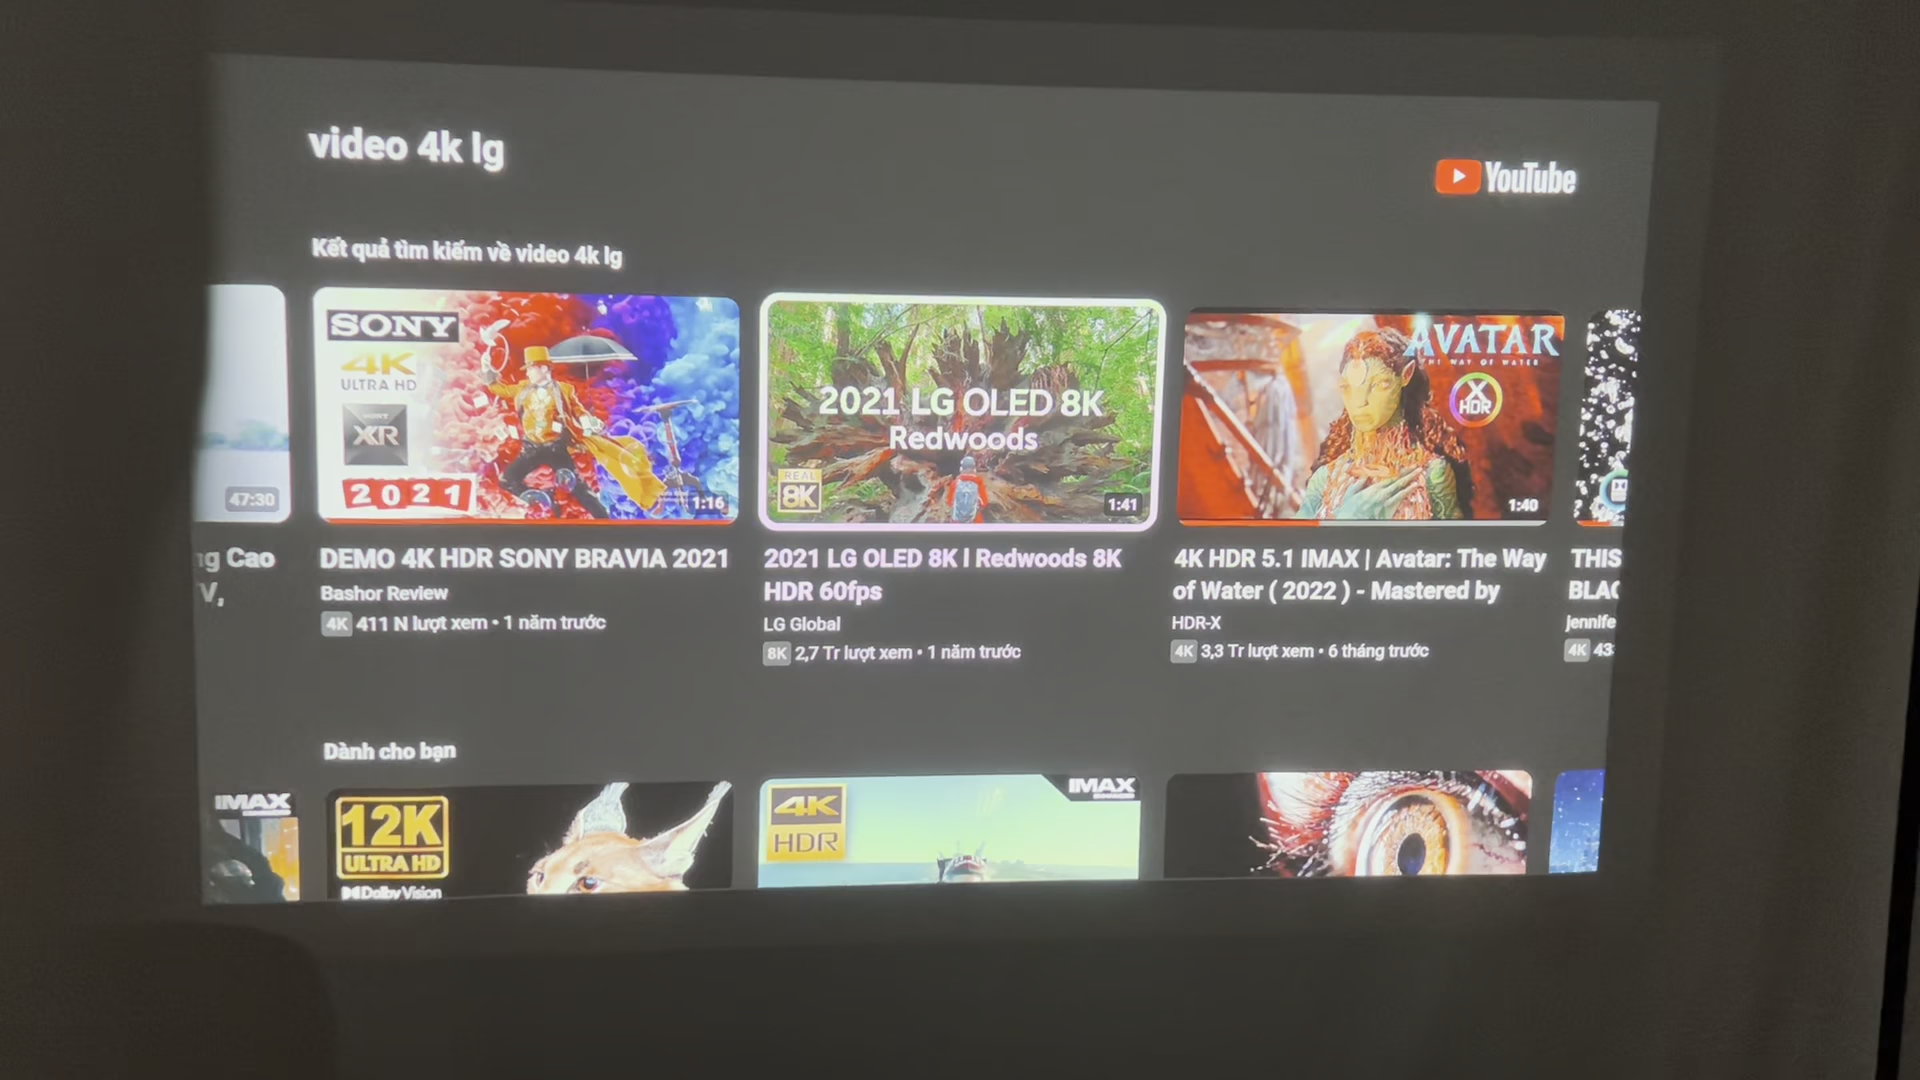 video 4k lg
YouTube
Kết quả tìm kiếm về video 4k lg
47:30
ng Cao
V,
SONY
4K
ULTRA HD
SONY
XR
2021
1:16
DEMO 4K HDR SONY BRAVIA 2021
Bashor Review
4K 411 N lượt xem • 1 năm trước
2021 LG OLED 8K
Redwoods
REAL
8K
1:41
2021 LG OLED 8K l Redwoods 8K
HDR 60fps
LG Global
8K 2,7 Tr lượt xem • 1 năm trước
AVATAR
THE WAY OF WATER
X
HDR
1:40
4K HDR 5.1 IMAX | Avatar: The Way
of Water ( 2022 ) - Mastered by
HDR-X
4K 3,3 Tr lượt xem • 6 tháng trước
THIS
BLAC
jennife
4K 43
Dành cho bạn
IMAX
12K
ULTRA HD
Dolby Vision
4K
HDR
IMAX